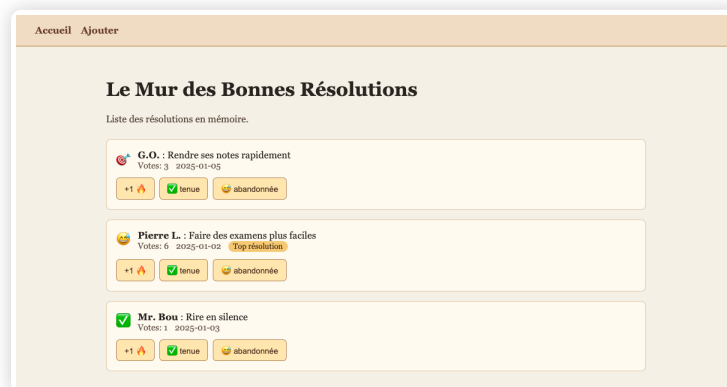 Accueil Ajouter
Le Mur des Bonnes Résolutions
Liste des résolutions en mémoire.
G.O. : Rendre ses notes rapidement
Votes: 3 2025-01-05
+1 🔥 ✅ tenue 😅 abandonnée
Pierre L. : Faire des examens plus faciles
Votes: 6 2025-01-02 Top résolution
+1 🔥 ✅ tenue 😅 abandonnée
Mr. Bou : Rire en silence
Votes: 1 2025-01-03
+1 🔥 ✅ tenue 😅 abandonnée